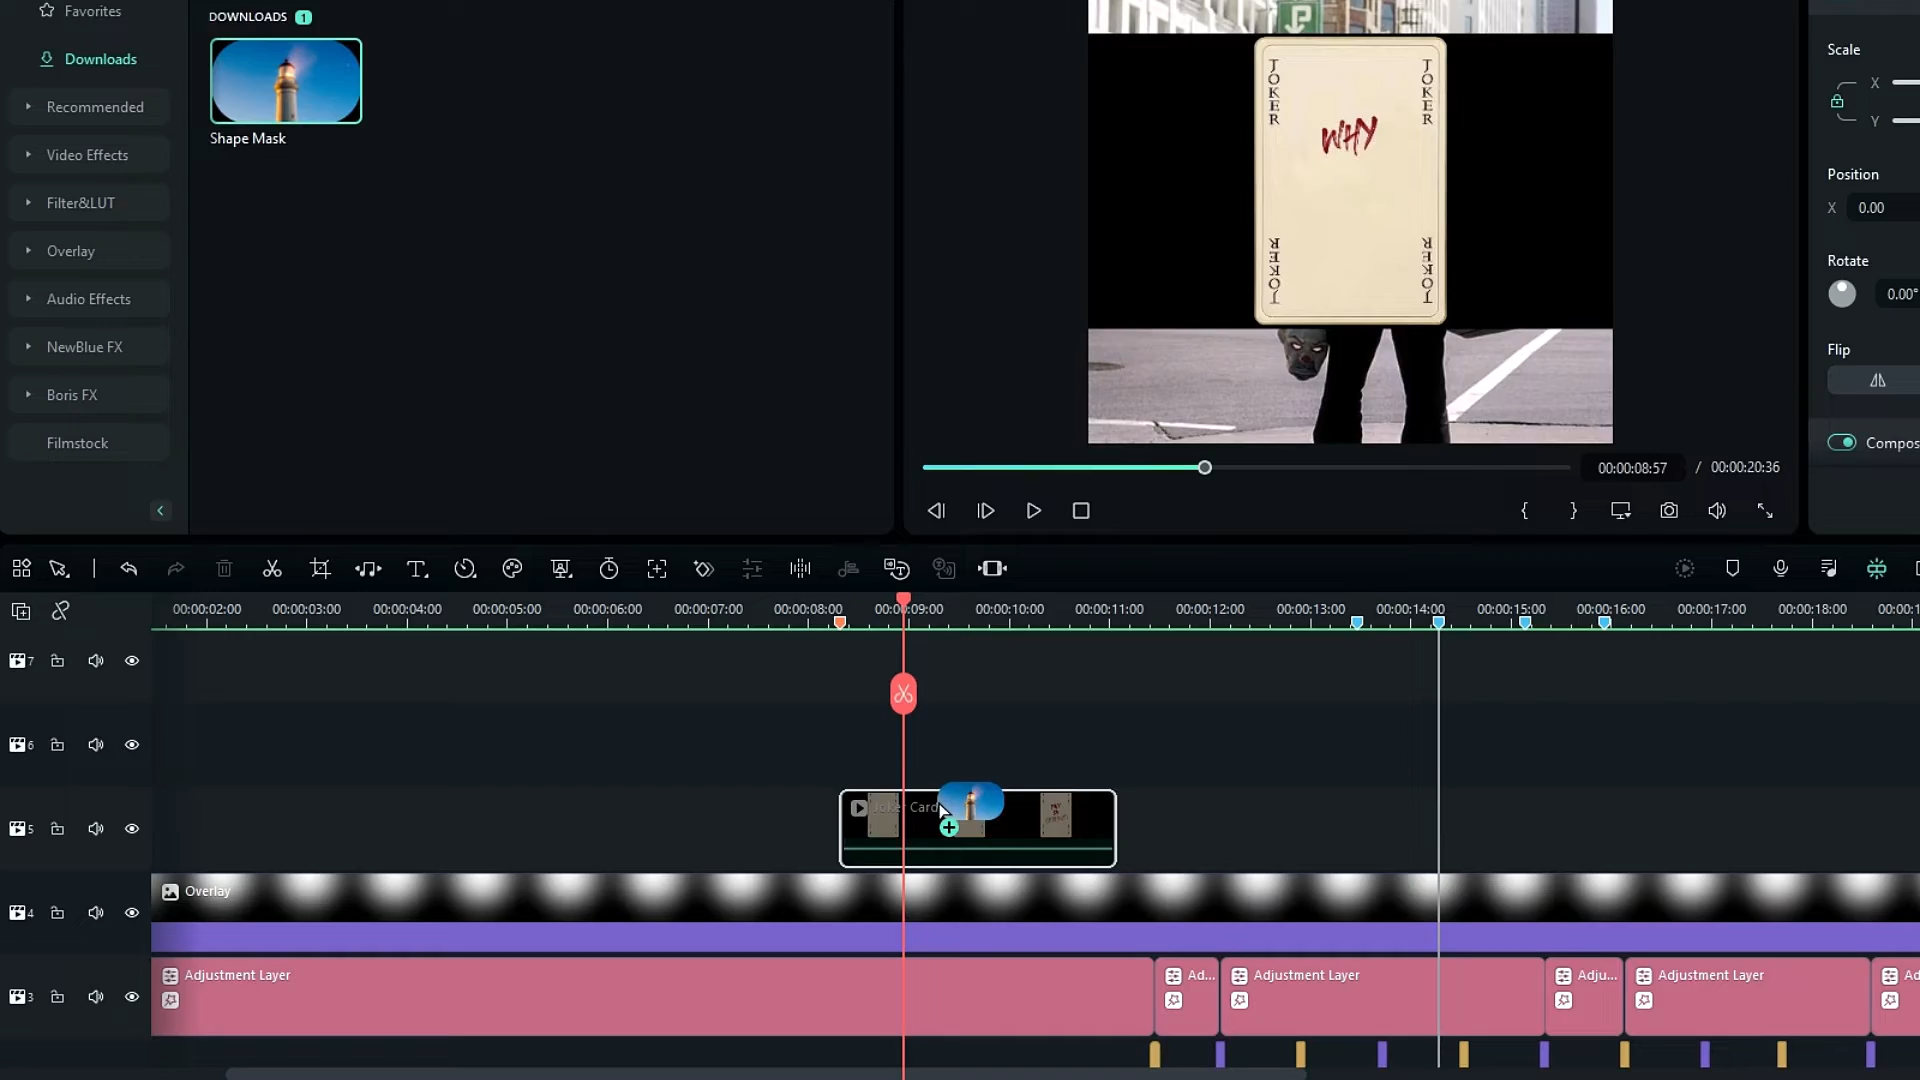 Favorites
DOWNLOADS 1
Downloads
Recommended
Shape Mask
Video Effects
Filter&LUT
Overlay
Audio Effects
NewBlue FX
Boris FX
Filmstock
P
JOKER
JOKER
WHY
JOKER
JOKER
00:00:08:57 / 00:00:20:36
Scale
X
Y
Position
X 0.00
Rotate
0.00°
Flip
Compos
00:00:02:00 00:00:03:00 00:00:04:00 00:00:05:00 00:00:06:00 00:00:07:00 00:00:08:00 00:00:09:00 00:00:10:00 00:00:11:00 00:00:12:00 00:00:13:00 00:00:14:00 00:00:15:00 00:00:16:00 00:00:17:00 00:00:18:00 00:00:1
7
6
5
Joker Card
4
Overlay
3
Adjustment Layer
Ad...
Adjustment Layer
Adju...
Adjustment Layer
Ad